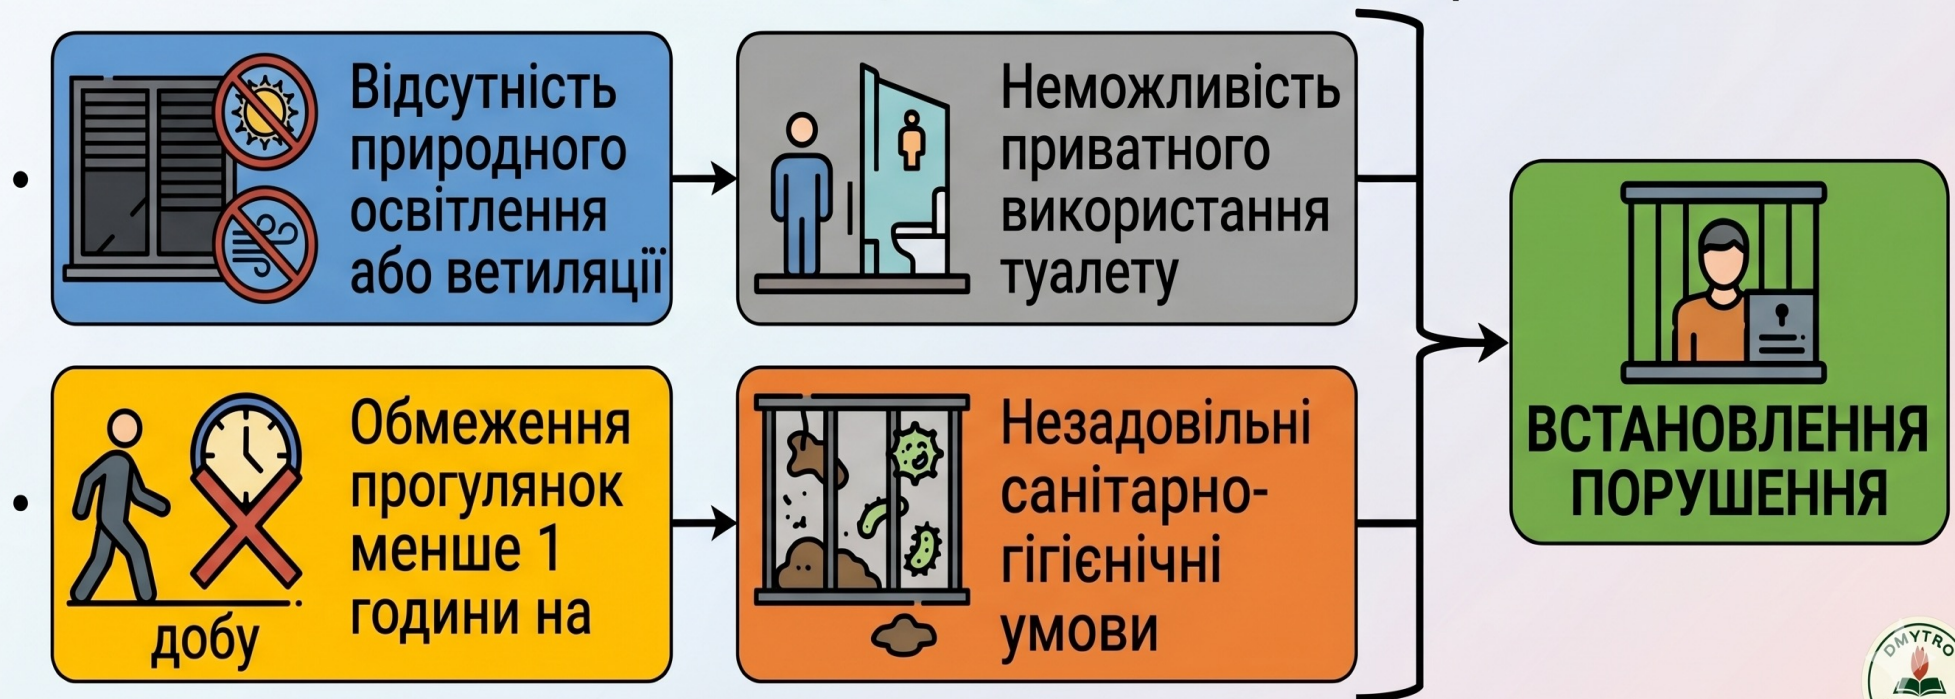 Відсутність
природного
освітлення
або ветиляції
Неможливість
приватного
використання
туалету
Обмеження
прогулянок
менше 1
години на
добу
Незадовільні
санітарно-
гігієнічні
умови
ВСТАНОВЛЕННЯ
ПОРУШЕННЯ
DMYTRO